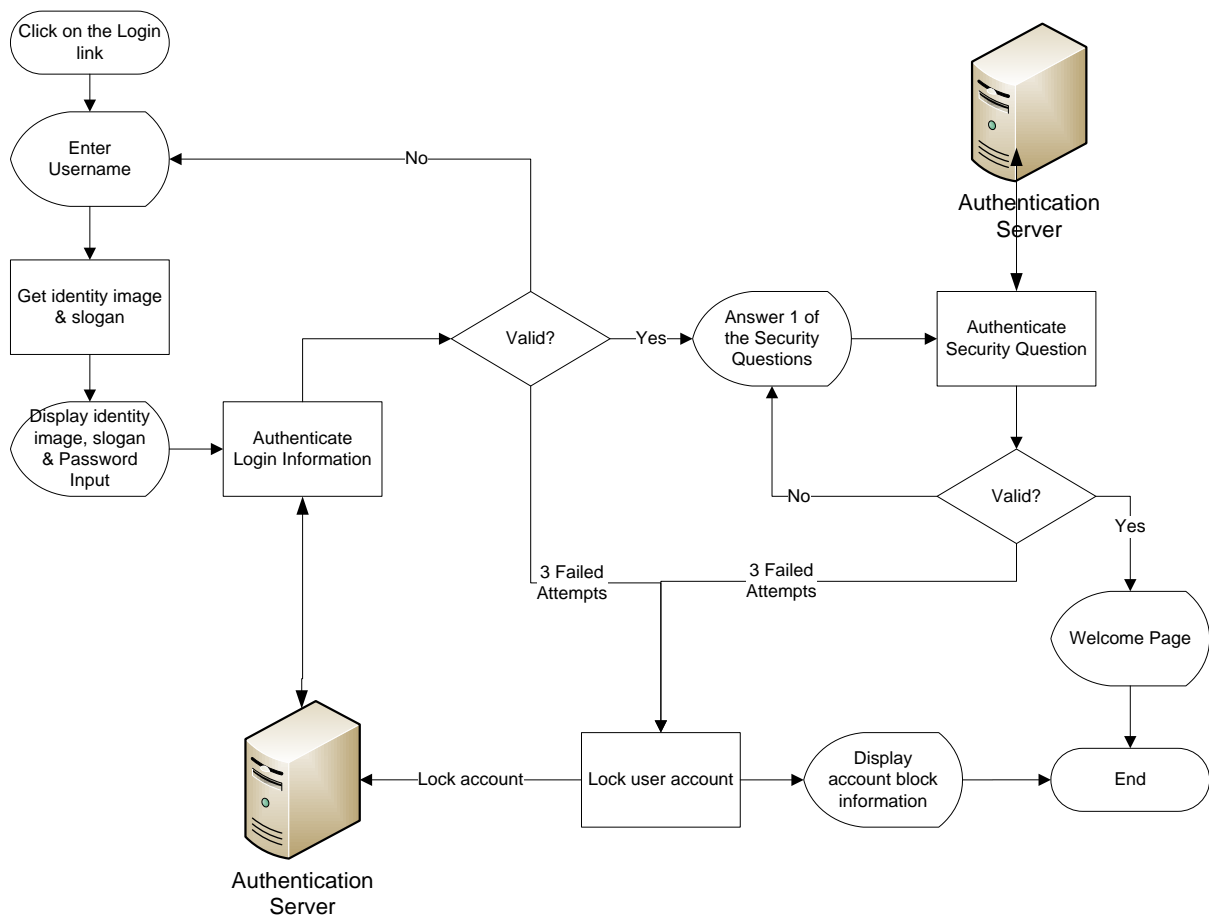 Click on the Login
link
Enter
Username
No
Get identity image
& slogan
Display identity
image, slogan
& Password
Input
Authenticate
Login Information
Valid?
Yes
Answer 1 of
the Security
Questions
Authenticate
Security Question
Authentication
Server
No
Valid?
Yes
3 Failed
Attempts
3 Failed
Attempts
Welcome Page
Lock account
Lock user account
Display
account block
information
End
Authentication
Server